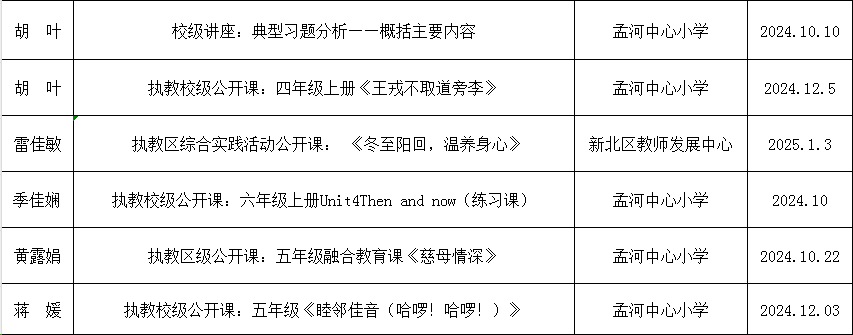 胡　叶 校级讲座：典型习题分析——概括主要内容 孟河中心小学 2024.10.10
胡　叶 执教校级公开课：四年级上册《王戎不取道旁李》 孟河中心小学 2024.12.5
雷佳敏 执教区综合实践活动公开课： 《冬至阳回，温养身心》 新北区教师发展中心 2025.1.3
季佳娴 执教校级公开课：六年级上册Unit4Then and now（练习课） 孟河中心小学 2024.10
黄露娟 执教区级公开课：五年级融合教育课《慈母情深》 孟河中心小学 2024.10.22
蒋　媛 执教校级公开课：五年级《睦邻佳音（哈啰！哈啰！）》 孟河中心小学 2024.12.03